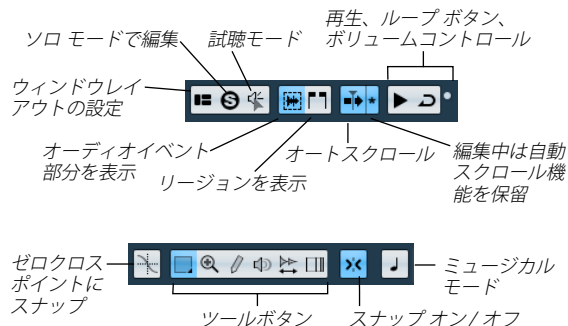 ソロ モードで編集
試聴モード
再生、ループ ボタン、
ボリュームコントロール
ウィンドウレイ
アウトの設定
オーディオイベント
部分を表示
リージョンを表示
オートスクロール
編集中は自動
スクロール機
能を保留
ゼロクロス
ポイントに
スナップ
ツールボタン
スナップ オン / オフ
ミュージカル
モード